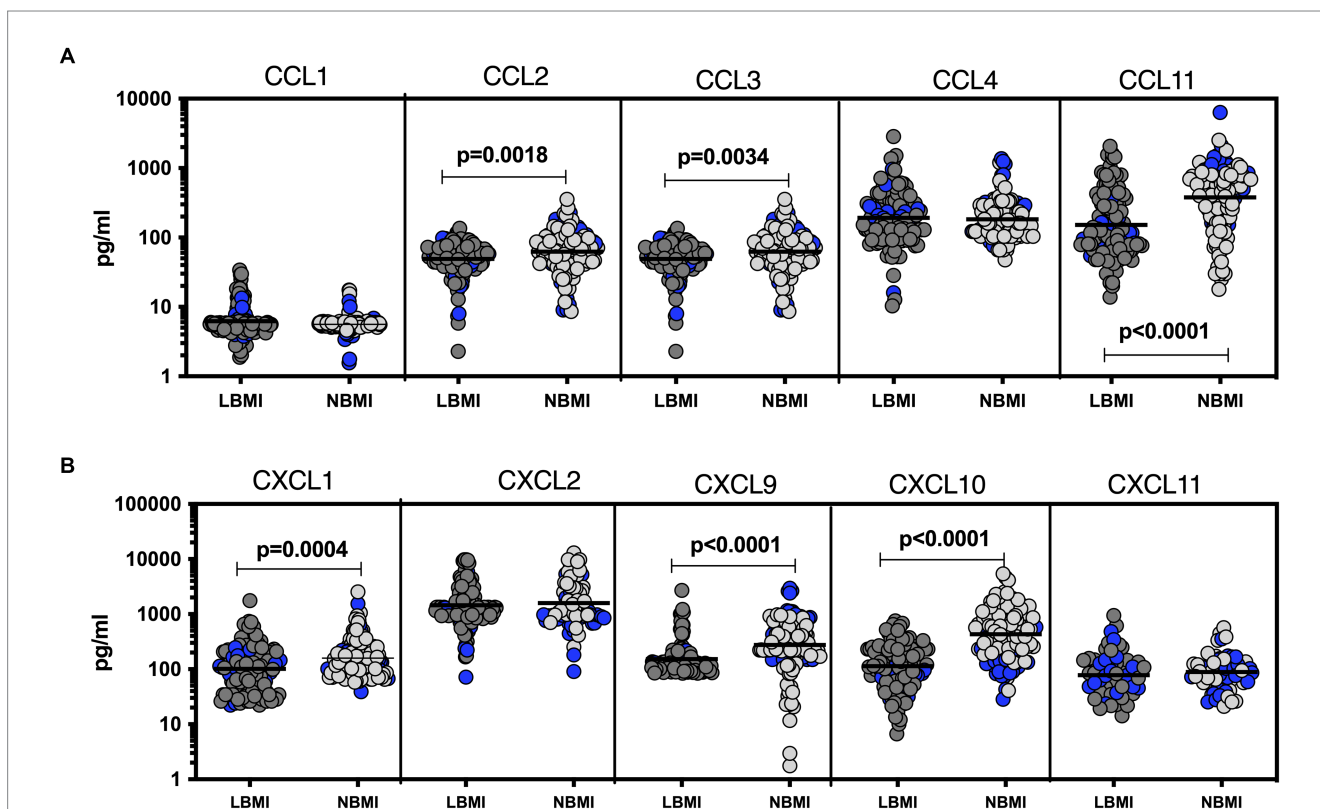 A
CCL1 CCL2 CCL3 CCL4 CCL11
10000
1000
100
10
1
pg/ml
p=0.0018 p=0.0034
p<0.0001
LBMI NBMI LBMI NBMI LBMI NBMI LBMI NBMI LBMI NBMI
B
CXCL1 CXCL2 CXCL9 CXCL10 CXCL11
100000
10000
1000
100
10
1
pg/ml
p=0.0004 p<0.0001 p<0.0001
LBMI NBMI LBMI NBMI LBMI NBMI LBMI NBMI LBMI NBMI